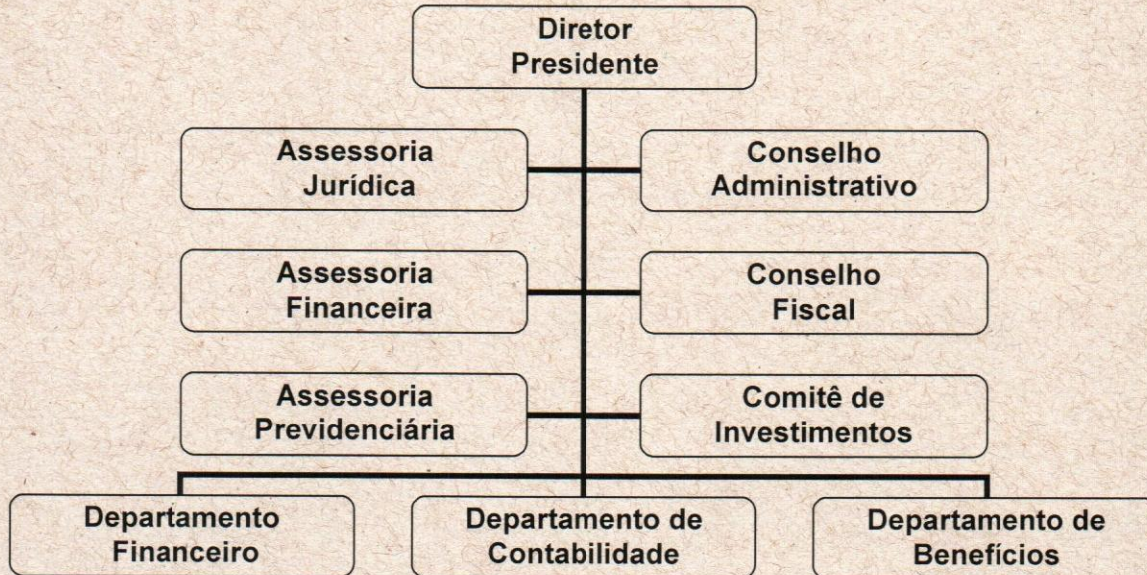 Diretor
Presidente
Assessoria
Jurídica
Conselho
Administrativo
Assessoria
Financeira
Conselho
Fiscal
Assessoria
Previdenciária
Comitê de
Investimentos
Departamento
Financeiro
Departamento de
Contabilidade
Departamento de
Benefícios